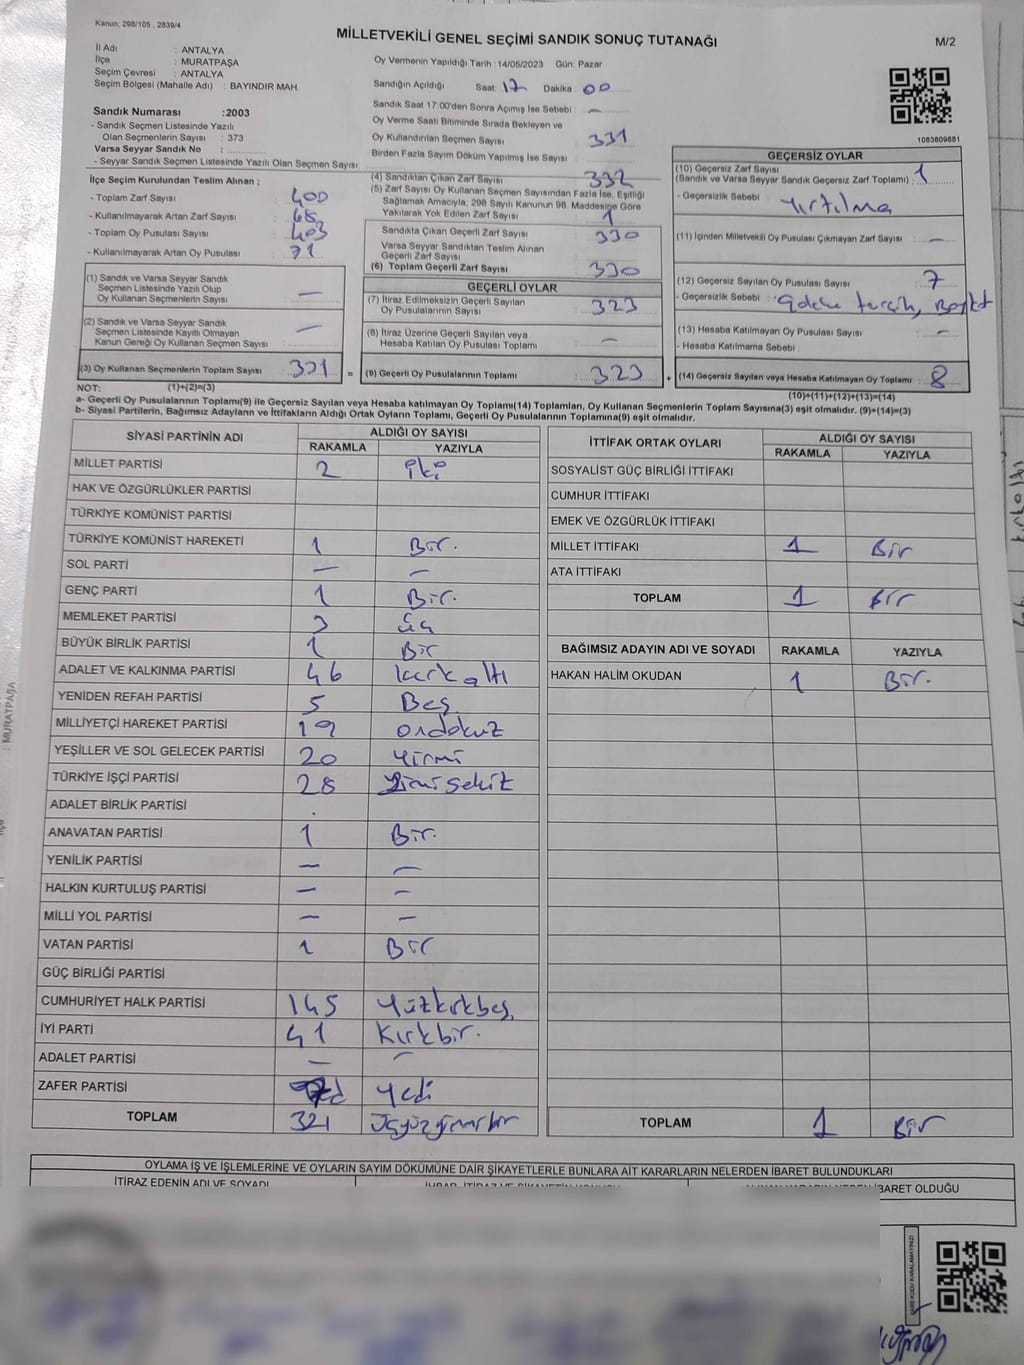 Kanun; 298/105 , 2839/4
MİLLETVEKİLİ GENEL SEÇİMİ SANDIK SONUÇ TUTANAĞI
M/2
İl Adı : ANTALYA
İlçe : MURATPAŞA
Seçim Çevresi : ANTALYA
Seçim Bölgesi (Mahalle Adı) : BAYINDIR MAH
Sandık Numarası :2003
- Sandık Seçmen Listesinde Yazılı
Olan Seçmenlerin Sayısı : 373
Varsa Seyyar Sandık No :
- Seyyar Sandık Seçmen Listesinde Yazılı Olan Seçmen Sayısı:
Oy Vermenin Yapıldığı Tarih :14/05/2023 Gün: Pazar
Sandığın Açıldığı Saat: 17 Dakika : 00
Sandık Saat 17:00'den Sonra Açımış İse Sebebi : —
Oy Verme Saati Bitiminde Sırada Bekleyen ve
Oy Kullandırılan Seçmen Sayısı : 331
Birden Fazla Sayım Döküm Yapılmış İse Sayısı :
1083809881
İlçe Seçim Kurulundan Teslim Alınan ;
- Toplam Zarf Sayısı : 400
- Kullanılmayarak Artan Zarf Sayısı : 68
- Toplam Oy Pusulası Sayısı : 403
- Kullanılmayarak Artan Oy Pusulası : 71
(4) Sandıktan Çıkan Zarf Sayısı : 332
(5) Zarf Sayısı Oy Kullanan Seçmen Sayısından Fazla İse, Eşitliği
Sağlamak Amacıyla, 298 Sayılı Kanunun 98. Maddesine Göre
Yakılarak Yok Edilen Zarf Sayısı : 1
Sandıkta Çıkan Geçerli Zarf Sayısı : 330
Varsa Seyyar Sandıktan Teslim Alınan
Geçerli Zarf Sayısı :
(6) Toplam Geçerli Zarf Sayısı : 330
GEÇERSİZ OYLAR
(10) Geçersiz Zarf Sayısı
(Sandık ve Varsa Seyyar Sandık Geçersiz Zarf Toplamı) : 1
- Geçersizlik Sebebi : Yırtılma
(11) İçinden Milletvekili Oy Pusulası Çıkmayan Zarf Sayısı : —
(12) Geçersiz Sayılan Oy Pusulası Sayısı : 7
- Geçersizlik Sebebi : tercih,
(13) Hesaba Katılmayan Oy Pusulası Sayısı : —
- Hesaba Katılmama Sebebi :
(14) Geçersiz Sayılan veya Hesaba Katılmayan Oy Toplamı : 8
(1) Sandık ve Varsa Seyyar Sandık
Seçmen Listesinde Yazılı Olup
Oy Kullanan Seçmenlerin Sayısı : —
(2) Sandık ve Varsa Seyyar Sandık
Seçmen Listesinde Kayıtlı Olmayan
Kanun Gereği Oy Kullanan Seçmen Sayısı : —
(3) Oy Kullanan Seçmenlerin Toplam Sayısı : 331 =
GEÇERLİ OYLAR
(7) İtiraz Edilmeksizin Geçerli Sayılan
Oy Pusulalarının Sayısı : 323
(8) İtiraz Üzerine Geçerli Sayılan veya
Hesaba Katılan Oy Pusulası Toplamı : —
(9) Geçerli Oy Pusulalarının Toplamı : 323 +
NOT: (1)+(2)=(3) (10)+(11)+(12)+(13)=(14)
a- Geçerli Oy Pusulalarının Toplamı(9) ile Geçersiz Sayılan veya Hesaba katılmayan Oy Toplamı(14) Toplamları, Oy Kullanan Seçmenlerin Toplam Sayısına(3) eşit olmalıdır. (9)+(14)=(3)
b- Siyasi Partilerin, Bağımsız Adayların ve İttifakların Aldığı Ortak Oyların Toplamı, Geçerli Oy Pusulalarının Toplamına(9) eşit olmalıdır.
SİYASİ PARTİNİN ADI ALDIĞI OY SAYISI
RAKAMLA YAZIYLA
MİLLET PARTİSİ 2 iki
HAK VE ÖZGÜRLÜKLER PARTİSİ
TÜRKİYE KOMÜNİST PARTİSİ
TÜRKİYE KOMÜNİST HAREKETİ 1 Bir.
SOL PARTİ — —
GENÇ PARTİ 1 Bir.
MEMLEKET PARTİSİ 3 üç
BÜYÜK BİRLİK PARTİSİ 1 Bir
ADALET VE KALKINMA PARTİSİ 46 kırkaltı
YENİDEN REFAH PARTİSİ 5 Beş
MİLLİYETÇİ HAREKET PARTİSİ 19 ondokuz
YEŞİLLER VE SOL GELECEK PARTİSİ 20 Yirmi
TÜRKİYE İŞÇİ PARTİSİ 28 Yirmisekiz
ADALET BİRLİK PARTİSİ
ANAVATAN PARTİSİ 1 Bir.
YENİLİK PARTİSİ — —
HALKIN KURTULUŞ PARTİSİ — —
MİLLİ YOL PARTİSİ — —
VATAN PARTİSİ 1 Bir
GÜÇ BİRLİĞİ PARTİSİ
CUMHURİYET HALK PARTİSİ 145 Yüzkırkbeş
İYİ PARTİ 41 Kırkbir.
ADALET PARTİSİ — —
ZAFER PARTİSİ 7 Yedi
TOPLAM 321 Üçyüzyirmibir
İTTİFAK ORTAK OYLARI ALDIĞI OY SAYISI
RAKAMLA YAZIYLA
SOSYALİST GÜÇ BİRLİĞİ İTTİFAKI
CUMHUR İTTİFAKI
EMEK VE ÖZGÜRLÜK İTTİFAKI
MİLLET İTTİFAKI 1 Bir
ATA İTTİFAKI
TOPLAM 1 Bir
BAĞIMSIZ ADAYIN ADI VE SOYADI RAKAMLA YAZIYLA
HAKAN HALİM OKUDAN 1 Bir.
TOPLAM 1 Bir
OYLAMA İŞ VE İŞLEMLERİNE VE OYLARIN SAYIM DÖKÜMÜNE DAİR ŞİKAYETLERLE BUNLARA AİT KARARLARIN NELERDEN İBARET BULUNDUKLARI
İTİRAZ EDENİN ADI VE SOYADI
İBARET OLDUĞU
KARE KODU KARALAMAYINIZ!
: MURATPAŞA